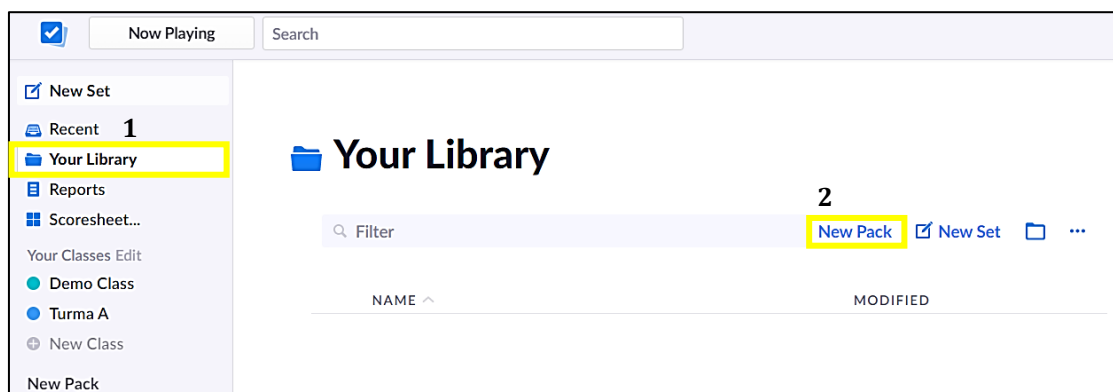 Now Playing
Search
New Set
Recent 1
Your Library
Reports
Scoresheet...
Your Classes Edit
Demo Class
Turma A
New Class
New Pack
Your Library
2
Filter New Pack New Set ...
NAME MODIFIED